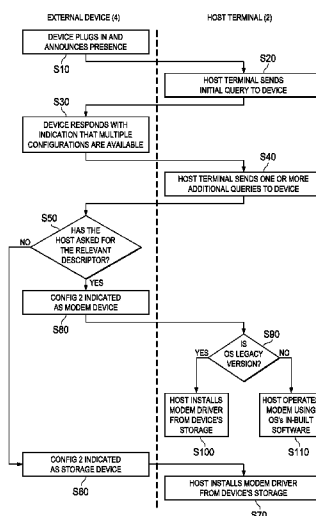 EXTERNAL DEVICE (4)
HOST TERMINAL (2)
DEVICE PLUGS IN AND
ANNOUNCES PRESENCE
S10
S20
HOST TERMINAL SENDS
INITIAL QUERY TO DEVICE
S30
DEVICE RESPONDS WITH
INDICATION THAT MULTIPLE
CONFIGURATIONS ARE AVAILABLE
S40
HOST TERMINAL SENDS ONE OR MORE
ADDITIONAL QUERIES TO DEVICE
S50
HAS THE
HOST ASKED FOR
THE RELEVANT
DESCRIPTOR?
NO
YES
CONFIG 2 INDICATED
AS MODEM DEVICE
S80
S90
IS
OS LEGACY
VERSION?
YES
NO
HOST INSTALLS
MODEM DRIVER
FROM DEVICE'S
STORAGE
S100
HOST OPERATES
MODEM USING
OS's IN-BUILT
SOFTWARE
S110
CONFIG 2 INDICATED
AS STORAGE DEVICE
S60
HOST INSTALLS MODEM DRIVER
FROM DEVICE'S STORAGE
S70